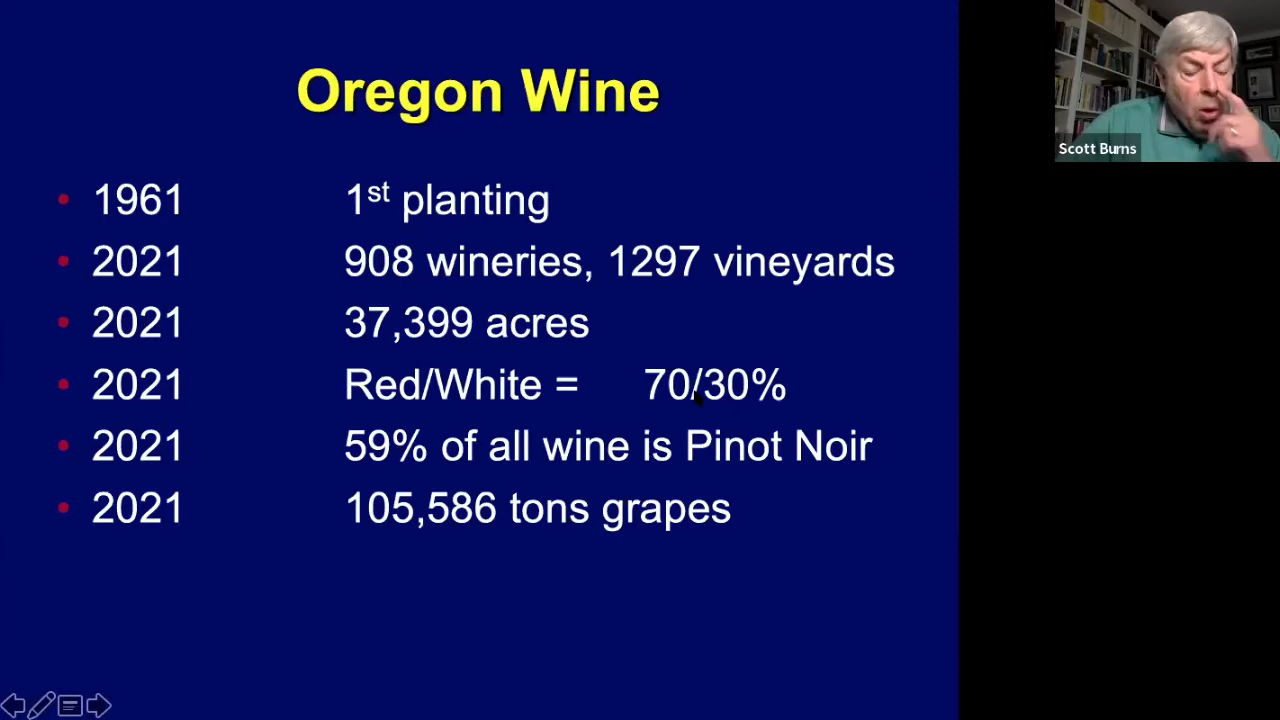 Oregon Wine
• 1961 1st planting
• 2021 908 wineries, 1297 vineyards
• 2021 37,399 acres
• 2021 Red/White = 70/30%
• 2021 59% of all wine is Pinot Noir
• 2021 105,586 tons grapes
Scott Burns